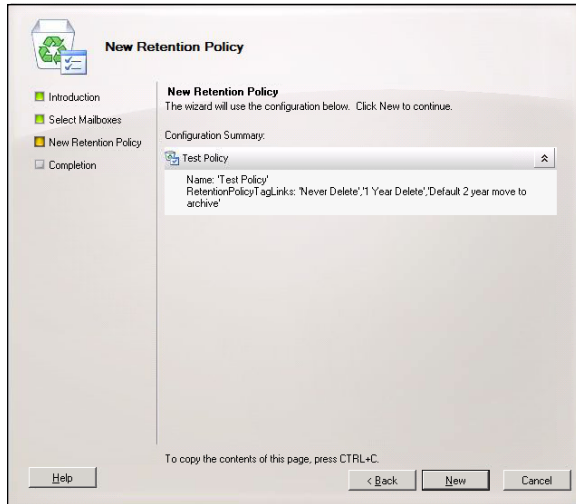 New Retention Policy
Introduction
Select Mailboxes
New Retention Policy
Completion
New Retention Policy
The wizard will use the configuration below. Click New to continue.
Configuration Summary:
Test Policy
Name: 'Test Policy'
RetentionPolicyTagLinks: 'Never Delete','1 Year Delete','Default 2 year move to
archive'
To copy the contents of this page, press CTRL+C.
Help
< Back
New
Cancel